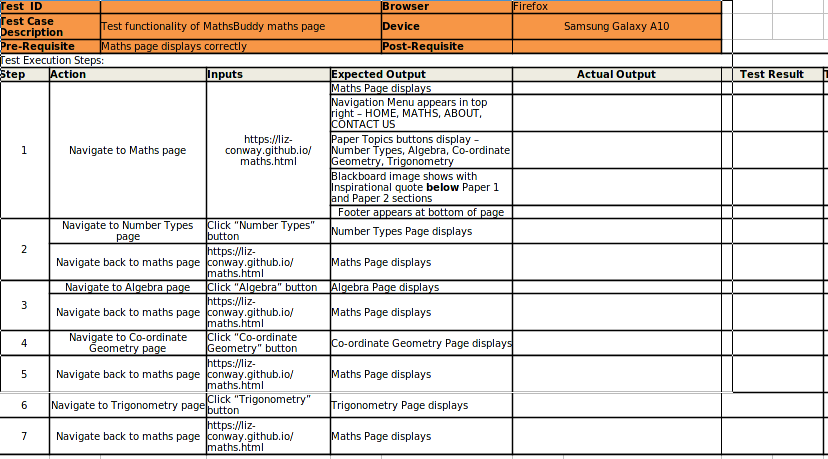 Test ID Browser Firefox
Test Case
Description Test functionality of MathsBuddy maths page Device Samsung Galaxy A10
Pre-Requisite Maths page displays correctly Post-Requisite
Test Execution Steps:
Step Action Inputs Expected Output Actual Output Test Result
1 Navigate to Maths page
https://liz-
conway.github.io/
maths.html
Maths Page displays
Navigation Menu appears in top
right – HOME, MATHS, ABOUT,
CONTACT US
Paper Topics buttons display –
Number Types, Algebra, Co-ordinate
Geometry, Trigonometry
Blackboard image shows with
Inspirational quote below Paper 1
and Paper 2 sections
Footer appears at bottom of page
2
Navigate to Number Types
page
Click “Number Types”
button
Number Types Page displays
Navigate back to maths page
https://liz-
conway.github.io/
maths.html
Maths Page displays
3
Navigate to Algebra page Click “Algebra” button Algebra Page displays
Navigate back to maths page
https://liz-
conway.github.io/
maths.html
Maths Page displays
4
Navigate to Co-ordinate
Geometry page
Click “Co-ordinate
Geometry” button
Co-ordinate Geometry Page displays
5 Navigate back to maths page
https://liz-
conway.github.io/
maths.html
Maths Page displays
6 Navigate to Trigonometry page
Click “Trigonometry”
button
Trigonometry Page displays
7 Navigate back to maths page
https://liz-
conway.github.io/
maths.html
Maths Page displays